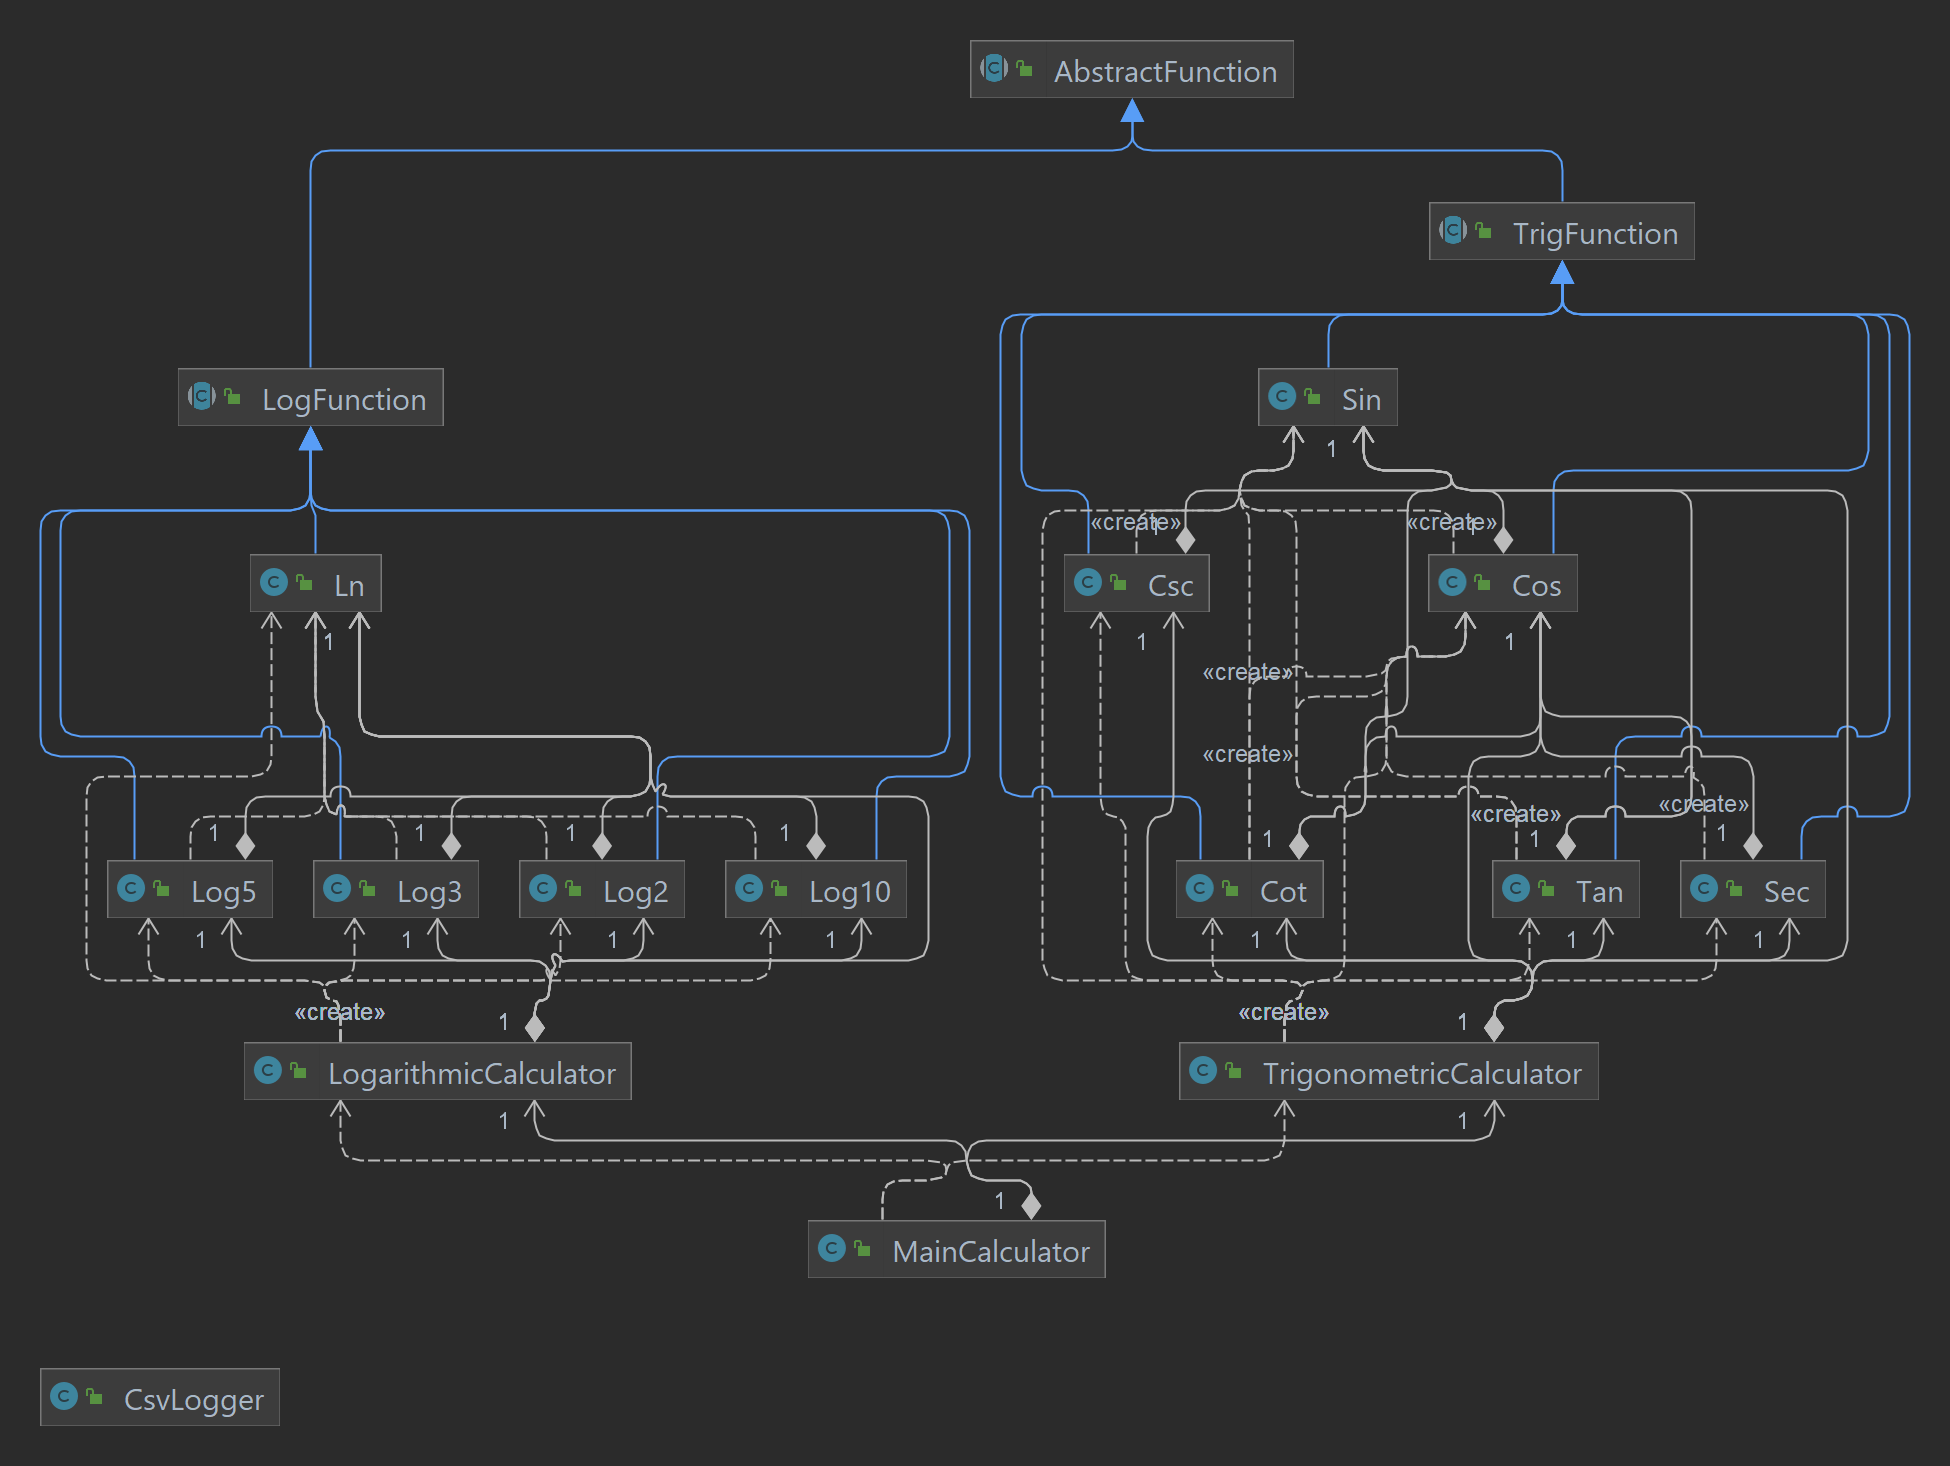 AbstractFunction
TrigFunction
LogFunction
Sin
1
«create»
1
«create»
1
Ln
Csc
Cos
1
1
1
«create»
«create»
«create»
«create»
1
1
1
1
1
1
1
Log5
Log3
Log2
Log10
Cot
Tan
Sec
1
1
1
1
1
1
1
«create»
1
«create»
1
LogarithmicCalculator
TrigonometricCalculator
1
1
1
MainCalculator
CsvLogger